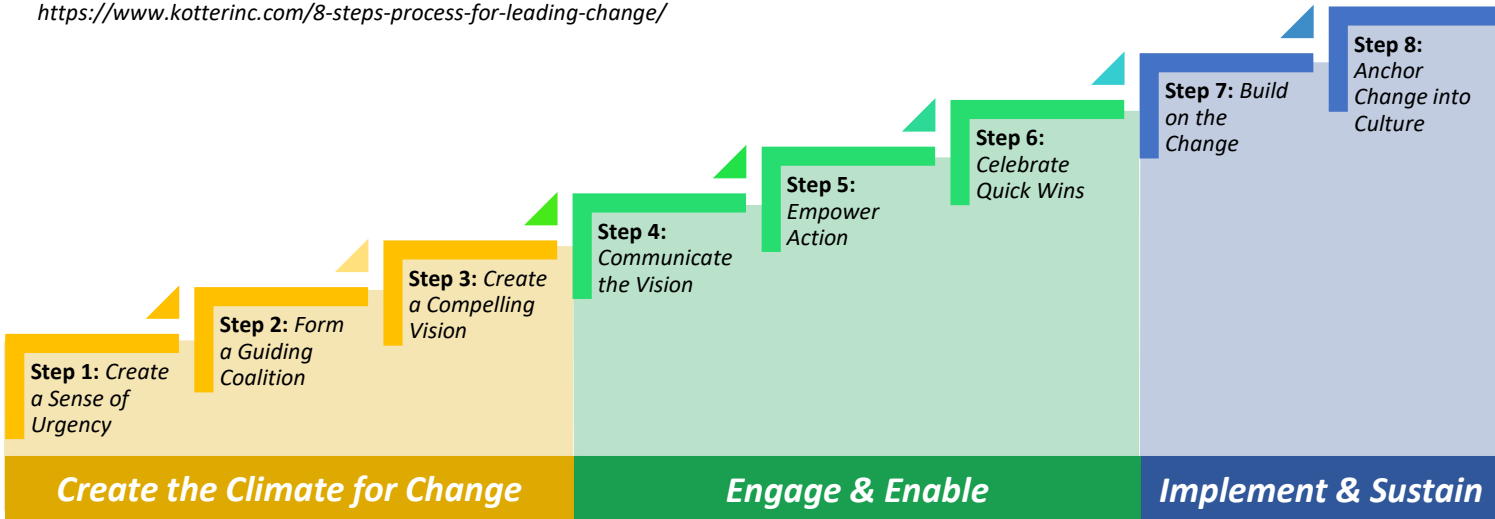 https://www.kotterinc.com/8-steps-process-for-leading-change/
Step 1: Create
a Sense of
Urgency
Step 2: Form
a Guiding
Coalition
Step 3: Create
a Compelling
Vision
Step 4:
Communicate
the Vision
Step 5:
Empower
Action
Step 6:
Celebrate
Quick Wins
Step 7: Build
on the
Change
Step 8:
Anchor
Change into
Culture
Create the Climate for Change
Engage & Enable
Implement & Sustain